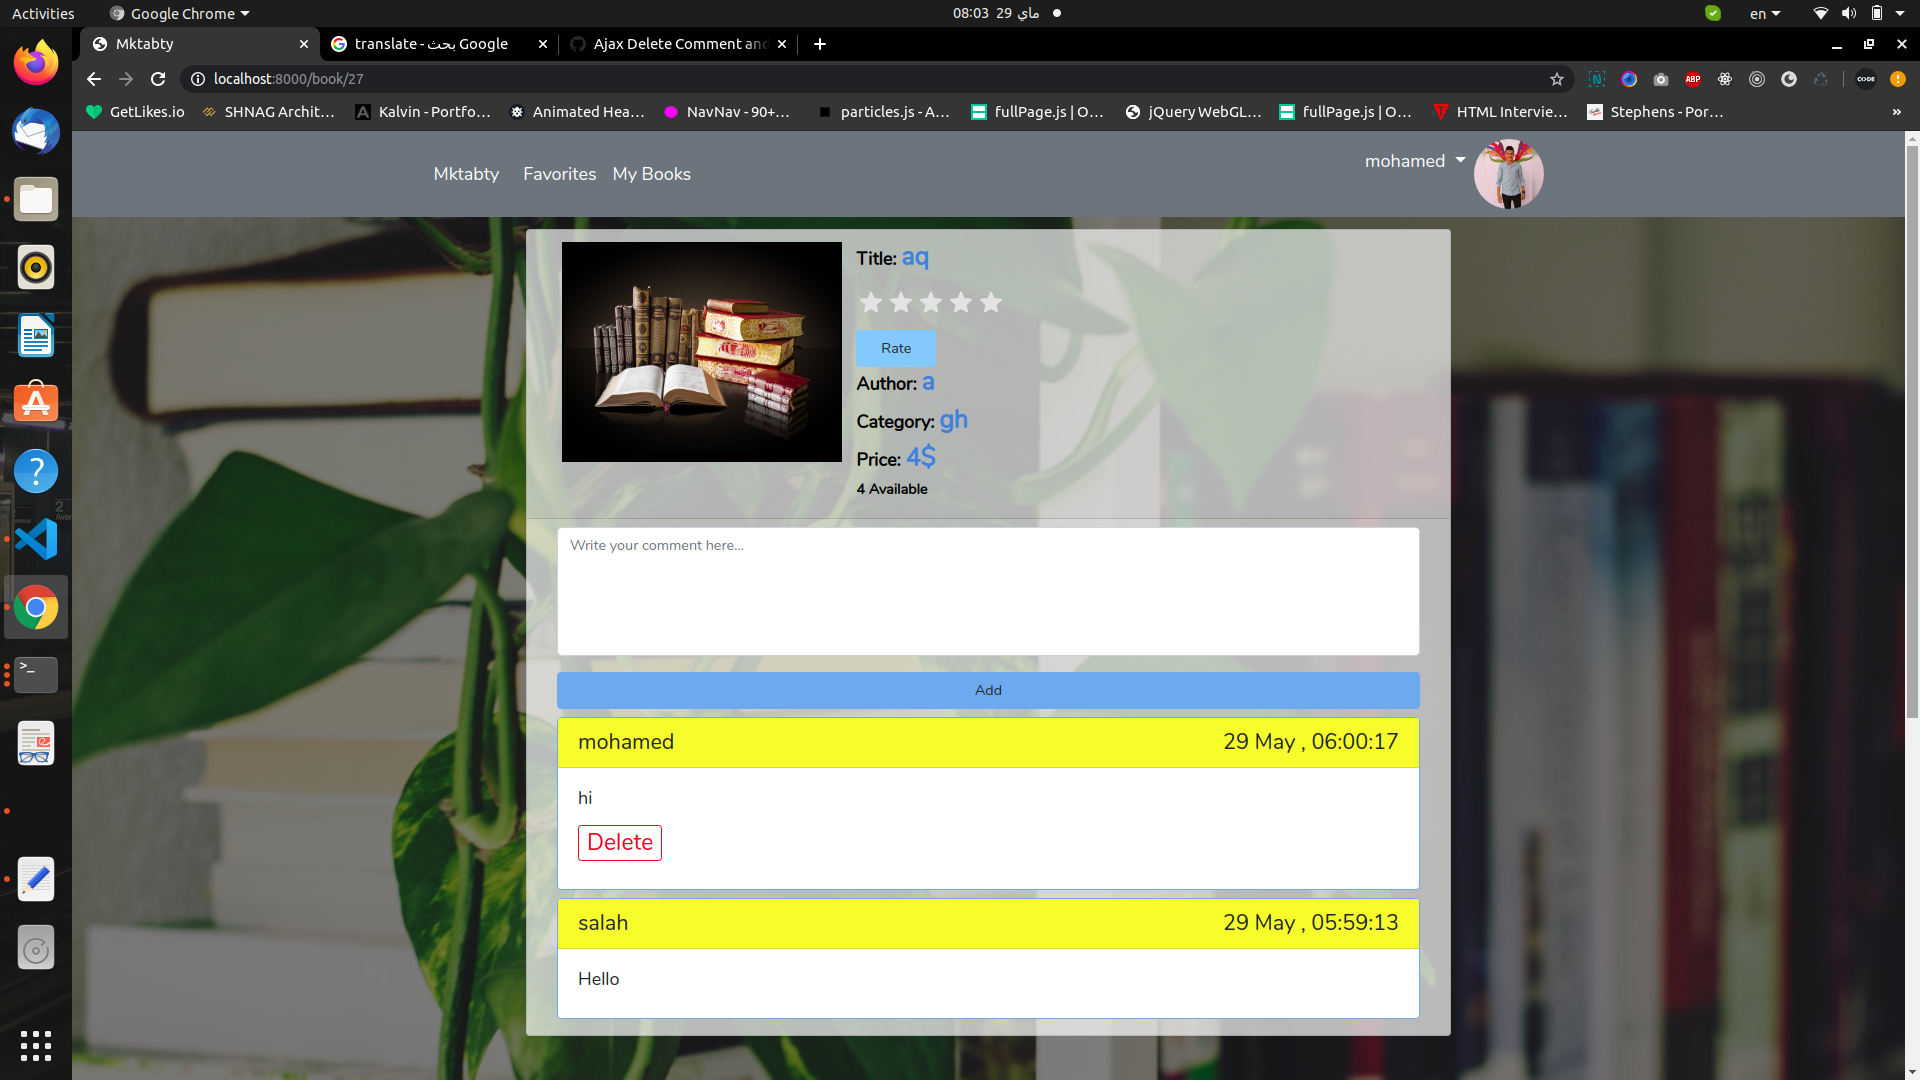 Activities
Google Chrome
08:03 29 ماي
en
Mktabty
translate - بحث Google
Ajax Delete Comment and
localhost:8000/book/27
ABP
CODE
GetLikes.io
SHNAG Archit…
Kalvin - Portfo…
Animated Hea…
NavNav - 90+…
particles.js - A…
fullPage.js | O…
jQuery WebGL…
fullPage.js | O…
HTML Intervie…
Stephens - Por…
»
Mktabty
Favorites
My Books
mohamed
Title: aq
Rate
Author: a
Category: gh
Price: 4$
4 Available
Write your comment here...
Add
mohamed
29 May , 06:00:17
hi
Delete
salah
29 May , 05:59:13
Hello